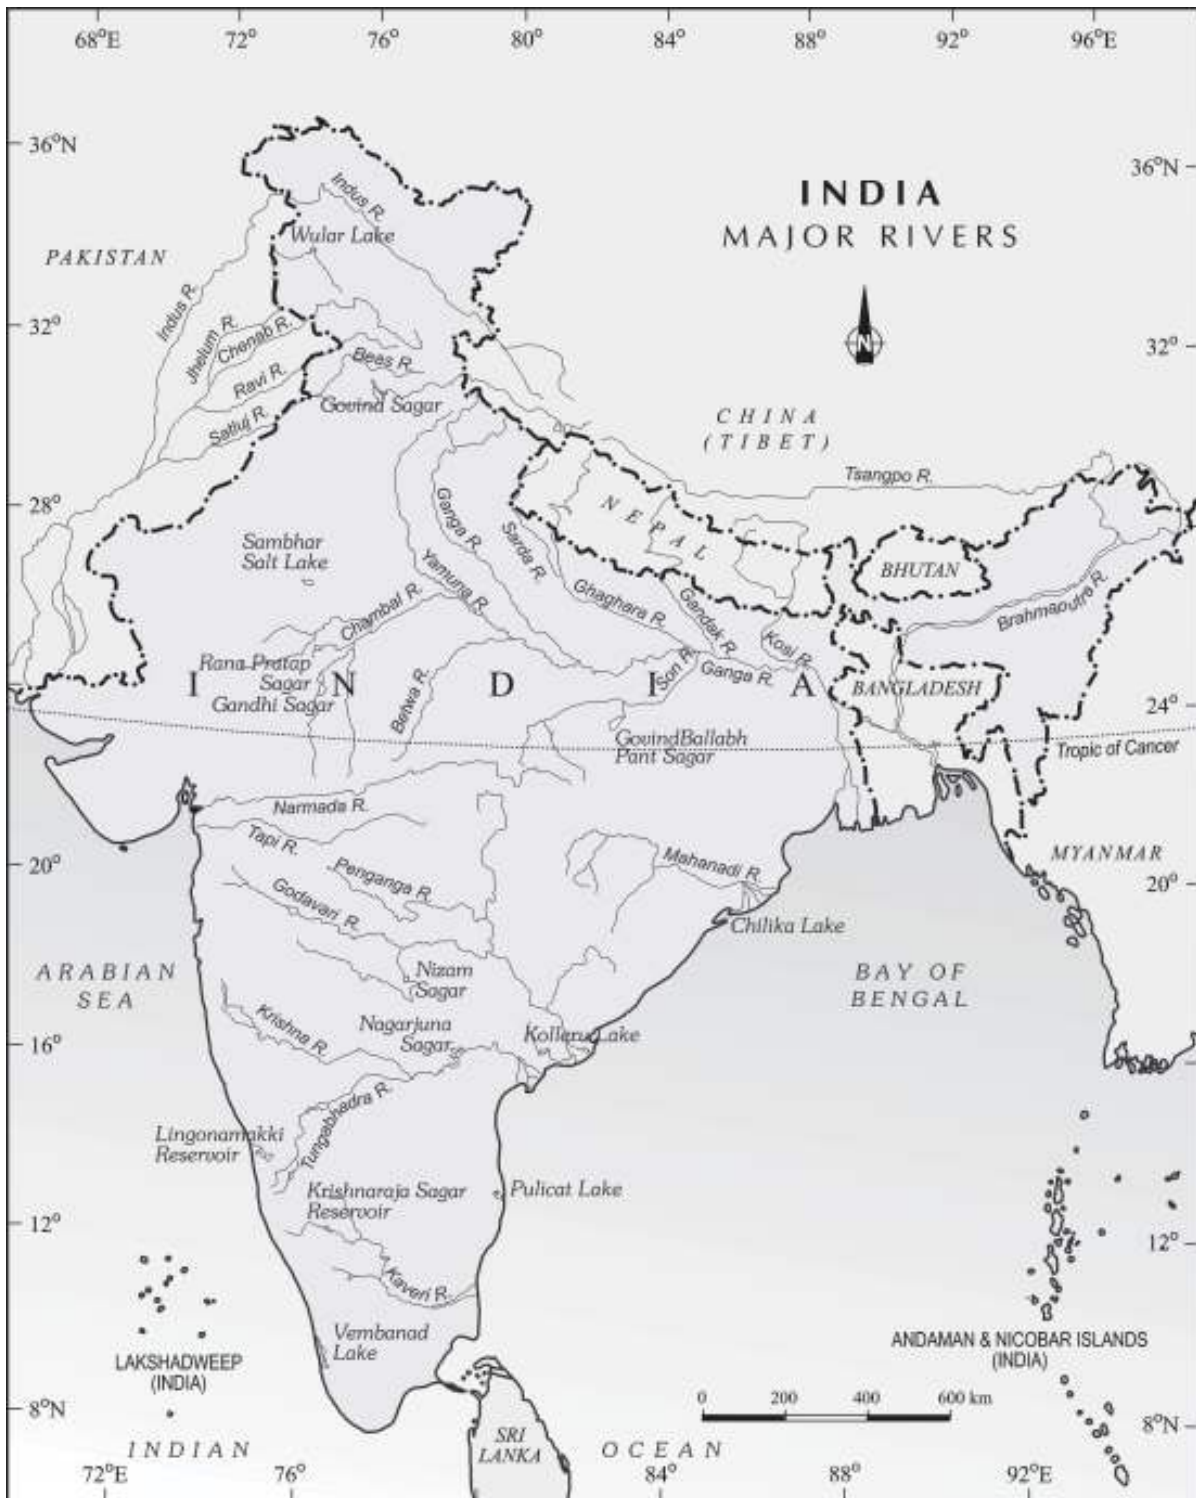 68°E 72° 76° 80° 84° 88° 92° 96°E
36°N
36°N
INDIA
MAJOR RIVERS
Indus R.
Wular Lake
PAKISTAN
N
Indus R.
Jhelum R.
Chenab R.
32°
32°
Beas R.
Ravi R.
Govind Sagar
Satluj R.
CHINA
(TIBET)
Tsangpo R.
28°
NEPAL
Ganga R.
Sarda R.
Sambhar
Salt Lake
Yamuna R.
BHUTAN
Chambal R.
Ghaghara R.
Gandak R.
Brahmaputra R.
Kosi R.
Rana Pratap
Sagar
Gandhi Sagar
INDIA
Betwa R.
Son R.
Ganga R.
BANGLADESH
24°
GovindBallabh
Pant Sagar
Tropic of Cancer
Narmada R.
Tapi R.
Penganga R.
Mahanadi R.
MYANMAR
20°
20°
Godavari R.
Chilika Lake
ARABIAN
SEA
Nizam
Sagar
BAY OF
BENGAL
Krishna R.
Nagarjuna
Sagar
Kolleru Lake
16°
Tungabhadra R.
Lingonamakki
Reservoir
Krishnaraja Sagar
Reservoir
Pulicat Lake
12°
12°
Kaveri R.
Vembanad
Lake
LAKSHADWEEP
(INDIA)
ANDAMAN & NICOBAR ISLANDS
(INDIA)
0 200 400 600 km
8°N
8°N
SRI
LANKA
INDIAN OCEAN
72°E 76° 84° 88° 92°E